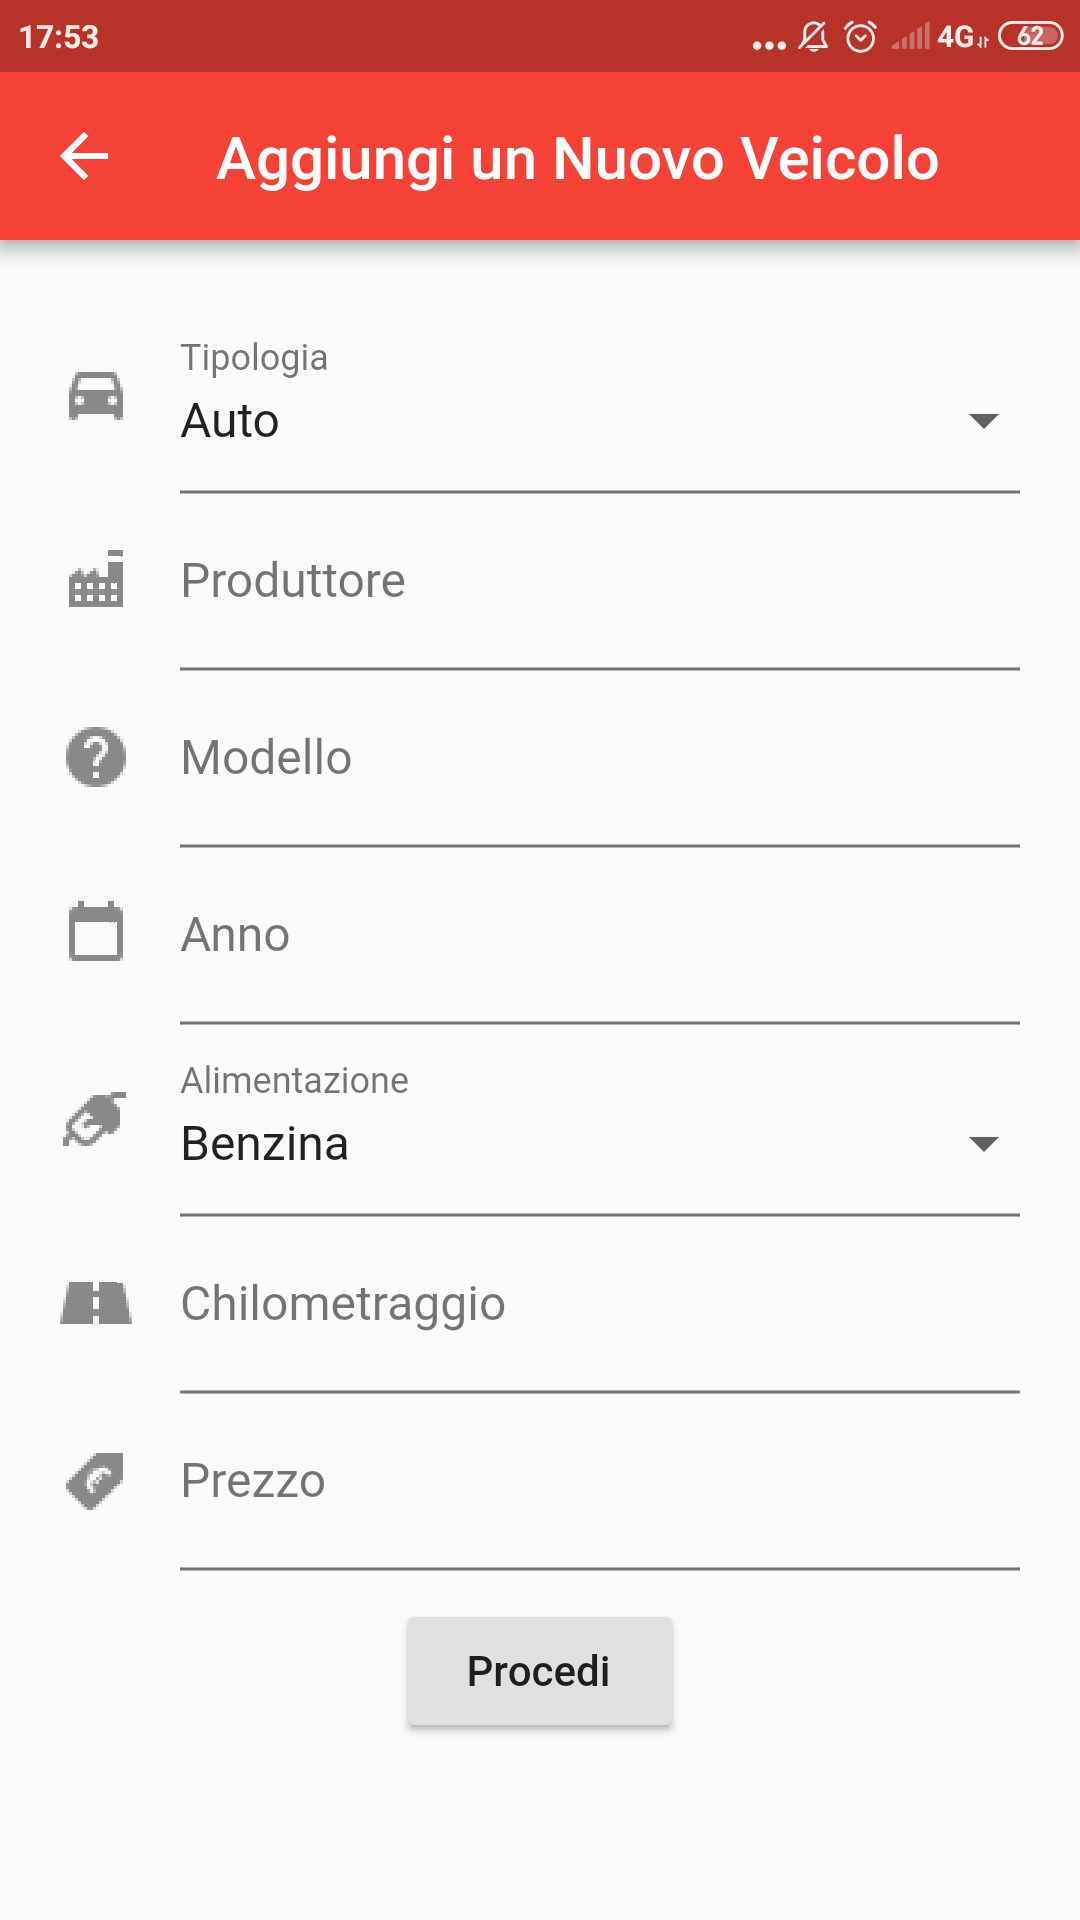 17:53
4G 62
Aggiungi un Nuovo Veicolo
Tipologia
Auto
Produttore
Modello
Anno
Alimentazione
Benzina
Chilometraggio
Prezzo
Procedi